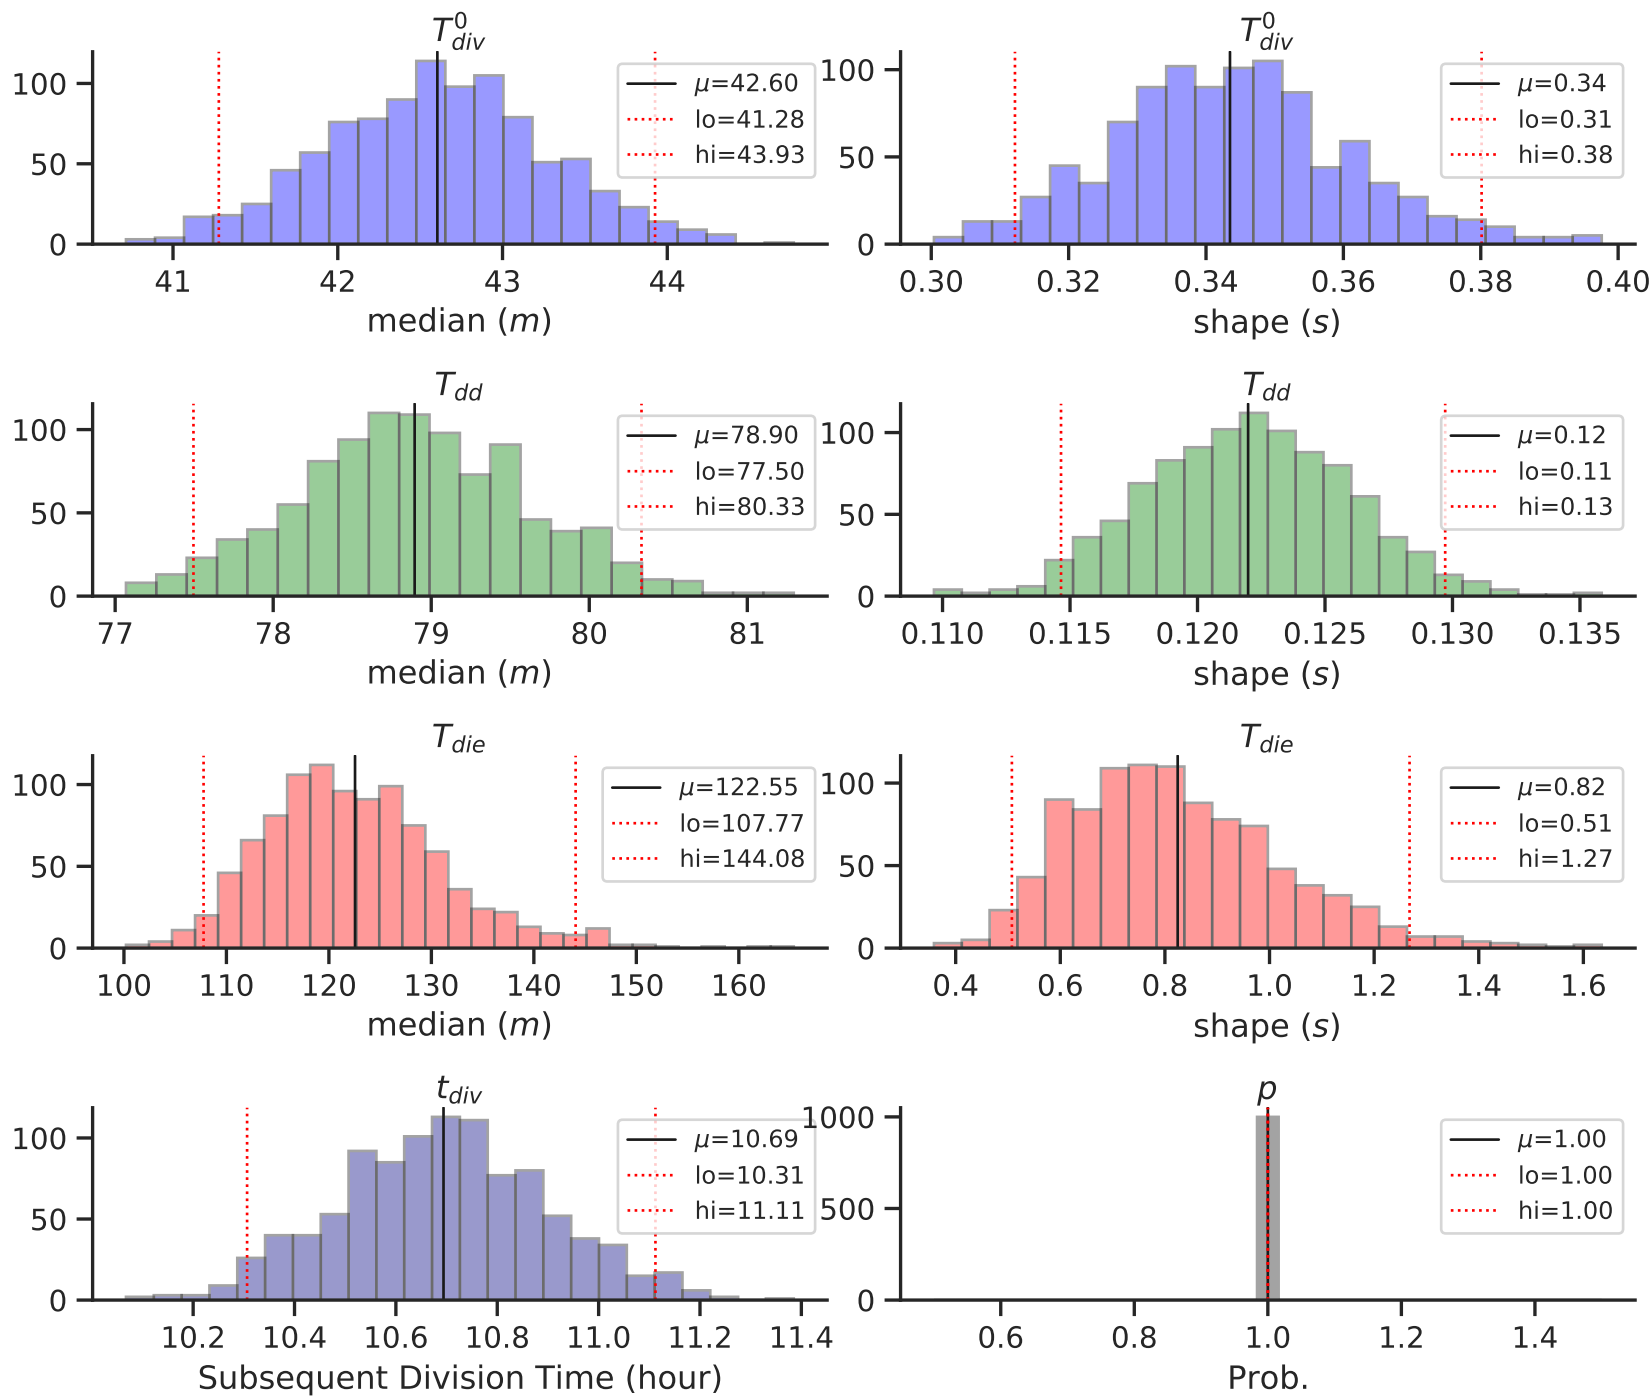 T⁰div
100
50
0
μ=42.60
lo=41.28
hi=43.93
41 42 43 44
median (m)
T⁰div
100
50
0
μ=0.34
lo=0.31
hi=0.38
0.30 0.32 0.34 0.36 0.38 0.40
shape (s)
Tdd
100
50
0
μ=78.90
lo=77.50
hi=80.33
77 78 79 80 81
median (m)
Tdd
100
50
0
μ=0.12
lo=0.11
hi=0.13
0.110 0.115 0.120 0.125 0.130 0.135
shape (s)
Tdie
100
50
0
μ=122.55
lo=107.77
hi=144.08
100 110 120 130 140 150 160
median (m)
Tdie
100
50
0
μ=0.82
lo=0.51
hi=1.27
0.4 0.6 0.8 1.0 1.2 1.4 1.6
shape (s)
tdiv
100
50
0
μ=10.69
lo=10.31
hi=11.11
10.2 10.4 10.6 10.8 11.0 11.2 11.4
Subsequent Division Time (hour)
p
1000
500
0
μ=1.00
lo=1.00
hi=1.00
0.6 0.8 1.0 1.2 1.4
Prob.